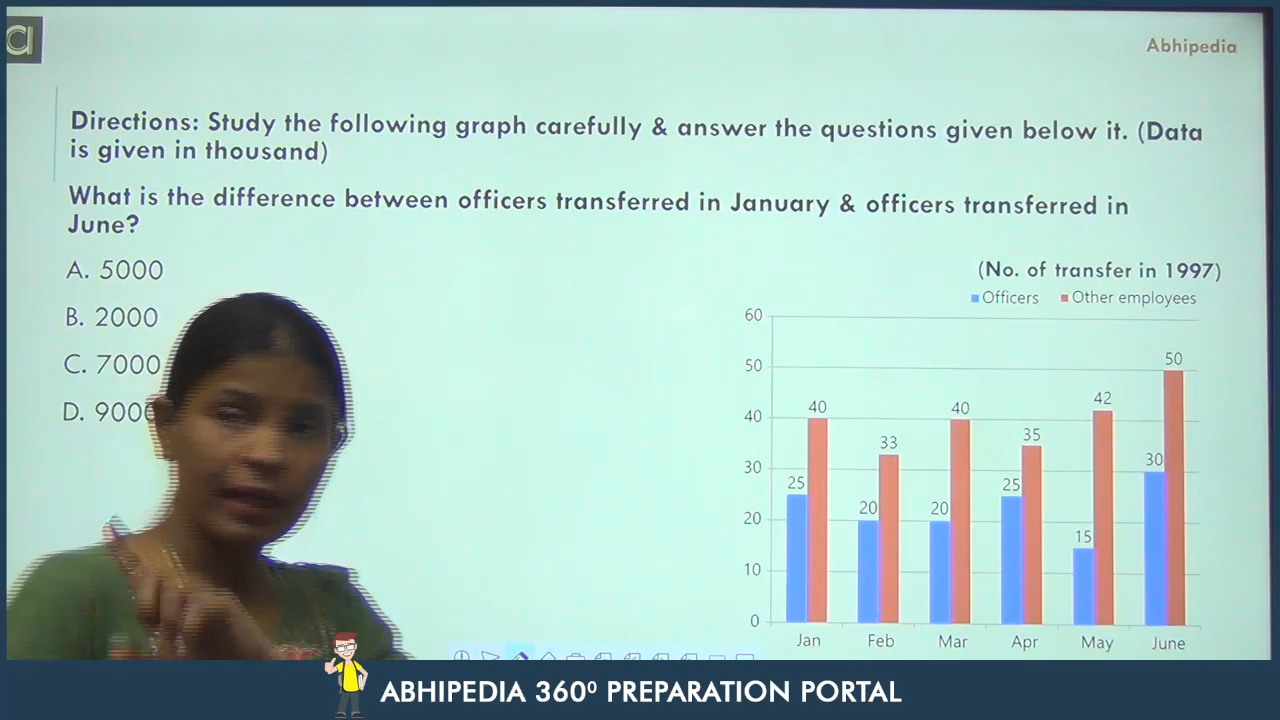 a
Abhipedia
Directions: Study the following graph carefully & answer the questions given below it. (Data
is given in thousand)
What is the difference between officers transferred in January & officers transferred in
June?
A. 5000
B. 2000
C. 7000
D. 9000
(No. of transfer in 1997)
Officers Other employees
60
50
40
30
20
10
0
25 40
20 33
20 40
25 35
15 42
30 50
Jan Feb Mar Apr May June
ABHIPEDIA 360⁰ PREPARATION PORTAL